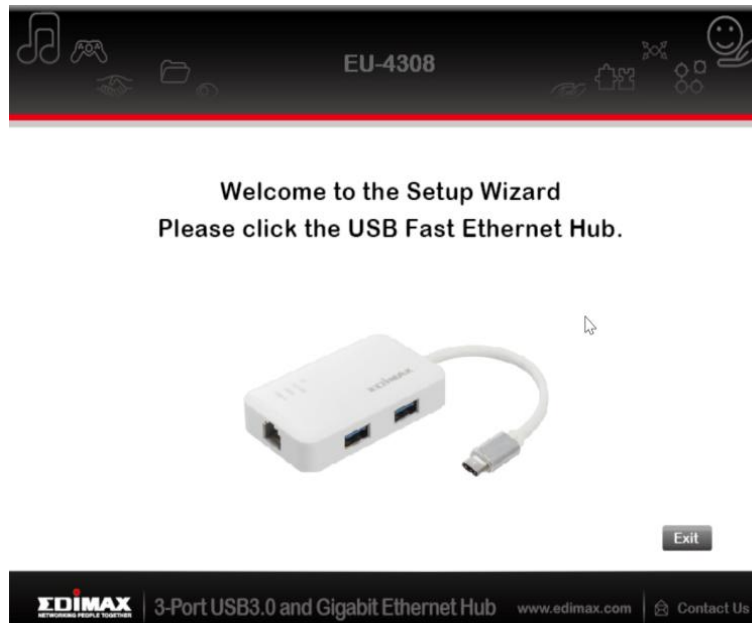 EU-4308
Welcome to the Setup Wizard
Please click the USB Fast Ethernet Hub.
EDIMAX
Exit
EDIMAX
NETWORKING PEOPLE TOGETHER
3-Port USB3.0 and Gigabit Ethernet Hub
www.edimax.com
Contact Us